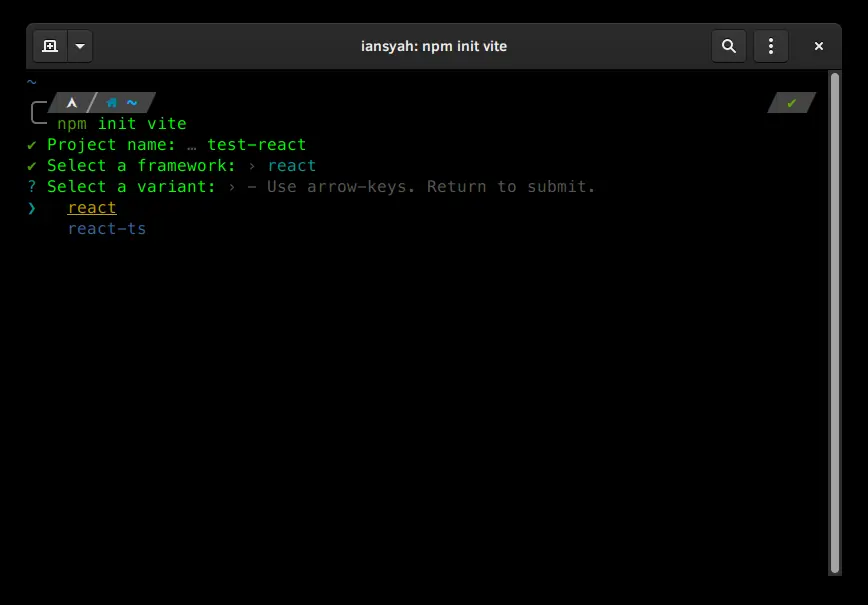 iansyah: npm init vite
~
~
npm init vite
✔ Project name: … test-react
✔ Select a framework: › react
? Select a variant: › - Use arrow-keys. Return to submit.
❯ react
react-ts